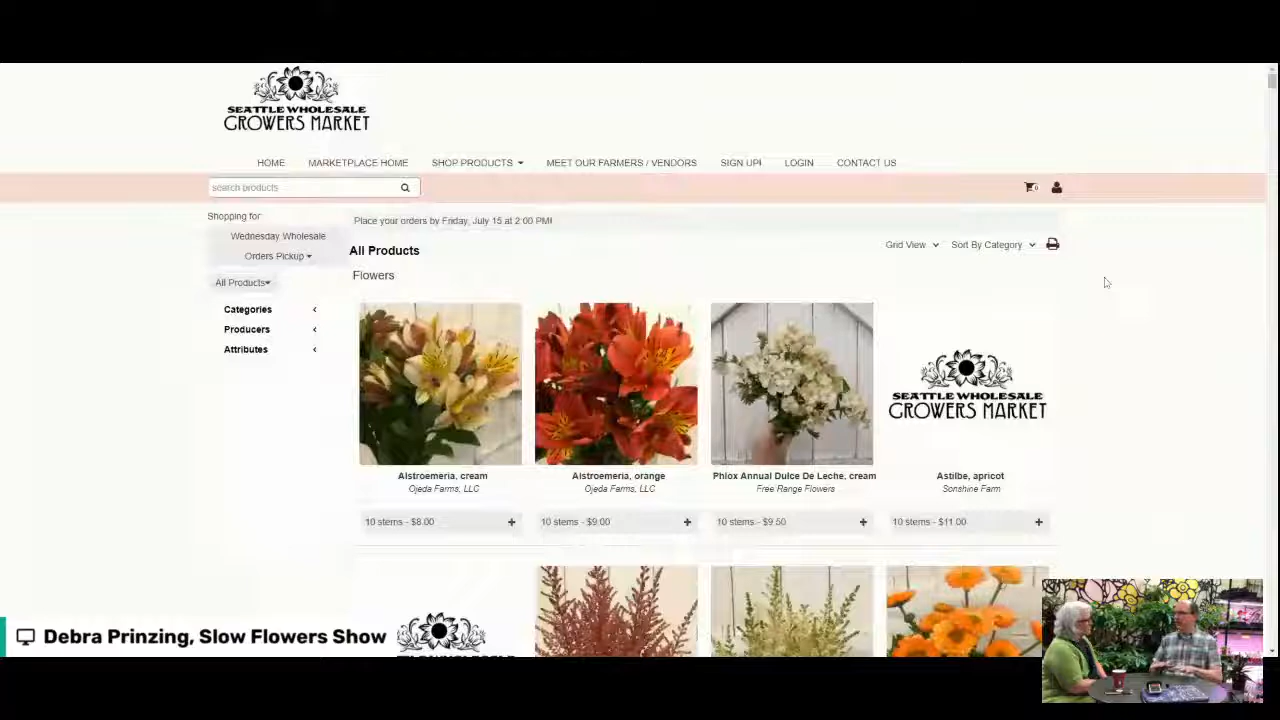 SEATTLE WHOLESALE
GROWERS MARKET
HOME MARKETPLACE HOME SHOP PRODUCTS MEET OUR FARMERS / VENDORS SIGN UP! LOGIN CONTACT US
search products
0
Shopping for
Wednesday Wholesale
Orders Pickup
All Products
Categories
Producers
Attributes
Place your orders by Friday, July 15 at 2:00 PM!
All Products
Grid View Sort By Category
Flowers
SEATTLE WHOLESALE
GROWERS MARKET
Alstroemeria, cream
Ojeda Farms, LLC
10 stems - $8.00
Alstroemeria, orange
Ojeda Farms, LLC
10 stems - $9.00
Phlox Annual Dulce De Leche, cream
Free Range Flowers
10 stems - $9.50
Astilbe, apricot
Sonshine Farm
10 stems - $11.00
Debra Prinzing, Slow Flowers Show